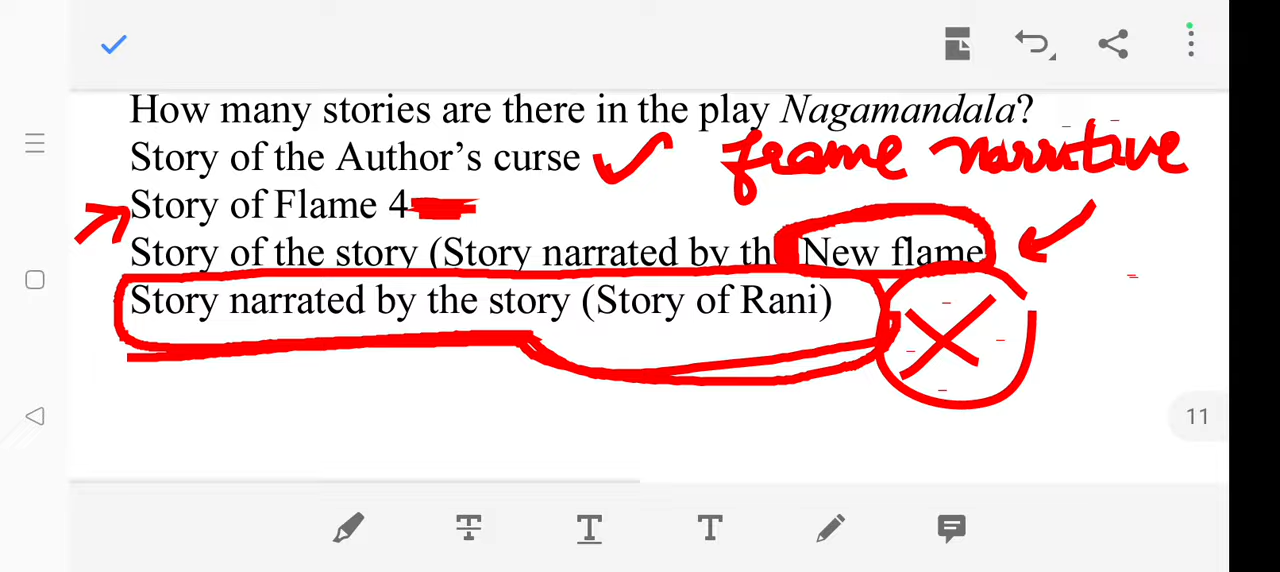 How many stories are there in the play Nagamandala?
Story of the Author's curse frame narrative
Story of Flame 4
Story of the story (Story narrated by the New flame
Story narrated by the story (Story of Rani)
11